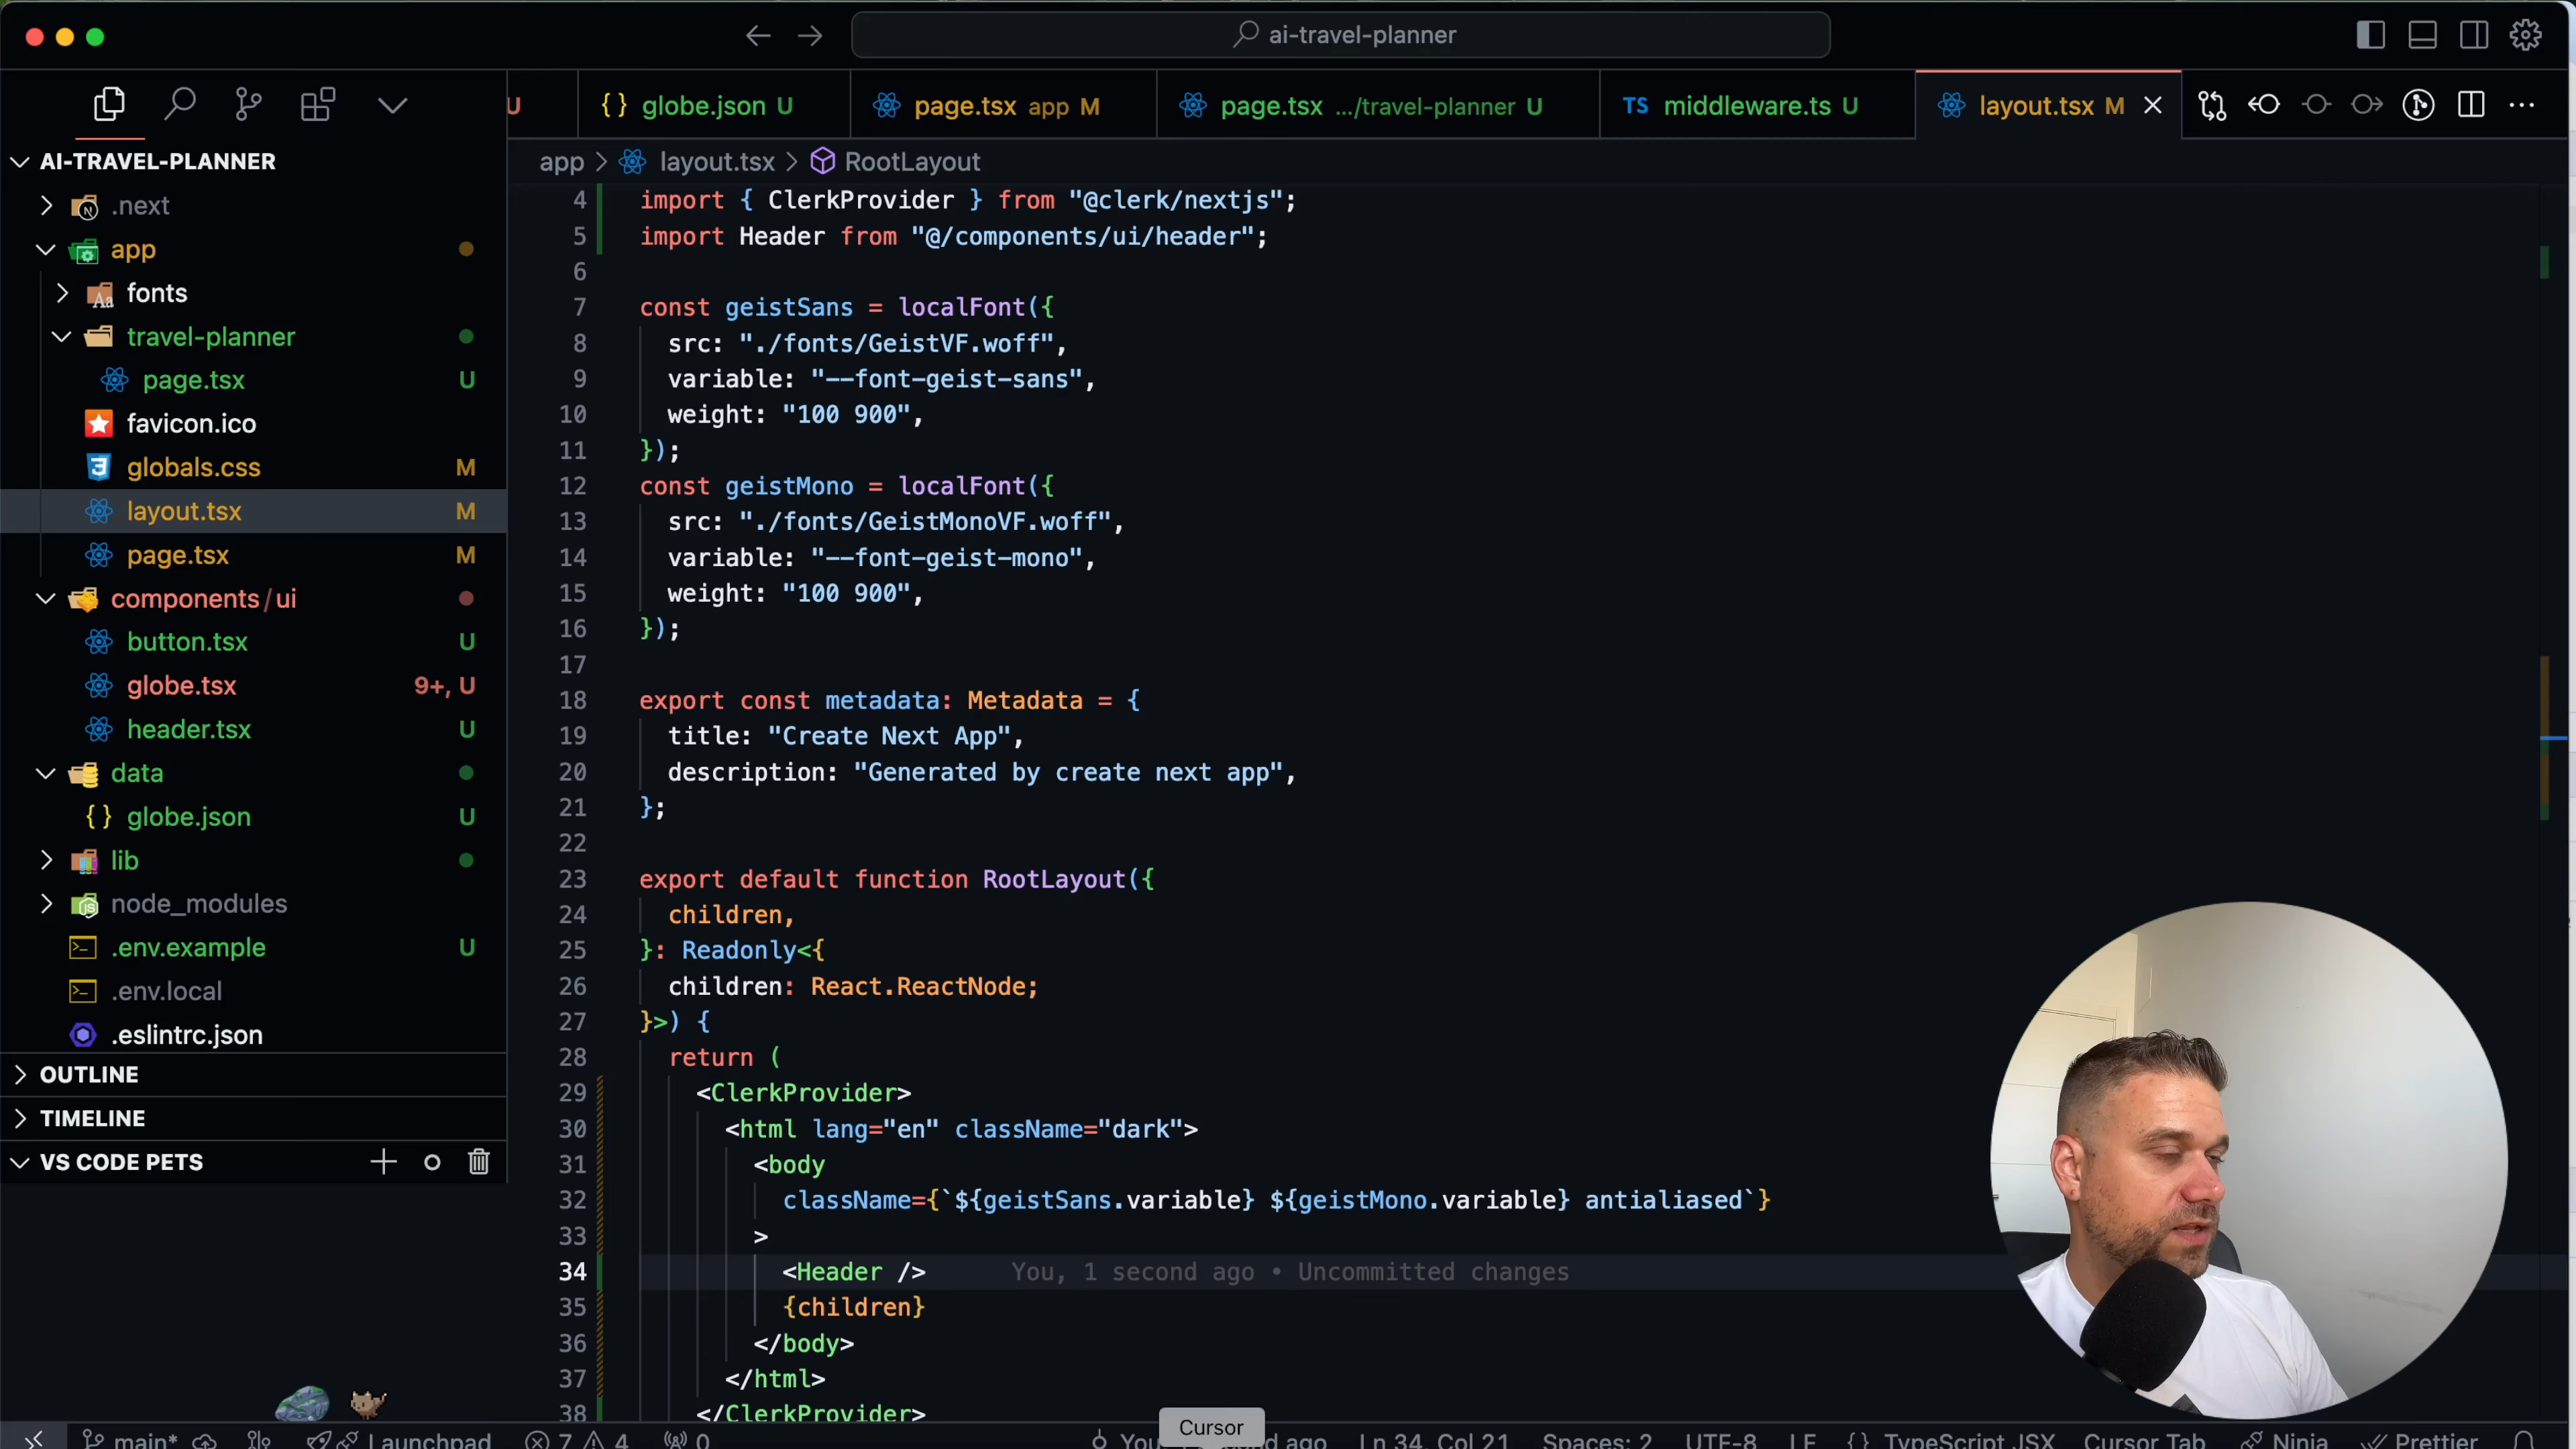 ai-travel-planner
U
{} globe.json U
page.tsx app M
page.tsx .../travel-planner U
TS middleware.ts U
layout.tsx M
AI-TRAVEL-PLANNER
.next
app
fonts
travel-planner
page.tsx U
favicon.ico
globals.css M
layout.tsx M
page.tsx M
components/ui
button.tsx U
globe.tsx 9+, U
header.tsx U
data
{} globe.json U
lib
node_modules
.env.example U
.env.local
.eslintrc.json
OUTLINE
TIMELINE
VS CODE PETS
app > layout.tsx > RootLayout
4 import { ClerkProvider } from "@clerk/nextjs";
5 import Header from "@/components/ui/header";
6
7 const geistSans = localFont({
8 src: "./fonts/GeistVF.woff",
9 variable: "--font-geist-sans",
10 weight: "100 900",
11 });
12 const geistMono = localFont({
13 src: "./fonts/GeistMonoVF.woff",
14 variable: "--font-geist-mono",
15 weight: "100 900",
16 });
17
18 export const metadata: Metadata = {
19 title: "Create Next App",
20 description: "Generated by create next app",
21 };
22
23 export default function RootLayout({
24 children,
25 }: Readonly<{
26 children: React.ReactNode;
27 }>) {
28 return (
29 <ClerkProvider>
30 <html lang="en" className="dark">
31 <body
32 className={`${geistSans.variable} ${geistMono.variable} antialiased`}
33 >
34 <Header /> You, 1 second ago • Uncommitted changes
35 {children}
36 </body>
37 </html>
38 </ClerkProvider>
Cursor
main* Launchpad 7 4 0 You ago Ln 34, Col 21 Spaces: 2 UTF-8 LF {} TypeScript JSX Cursor Tab Ninja Prettier